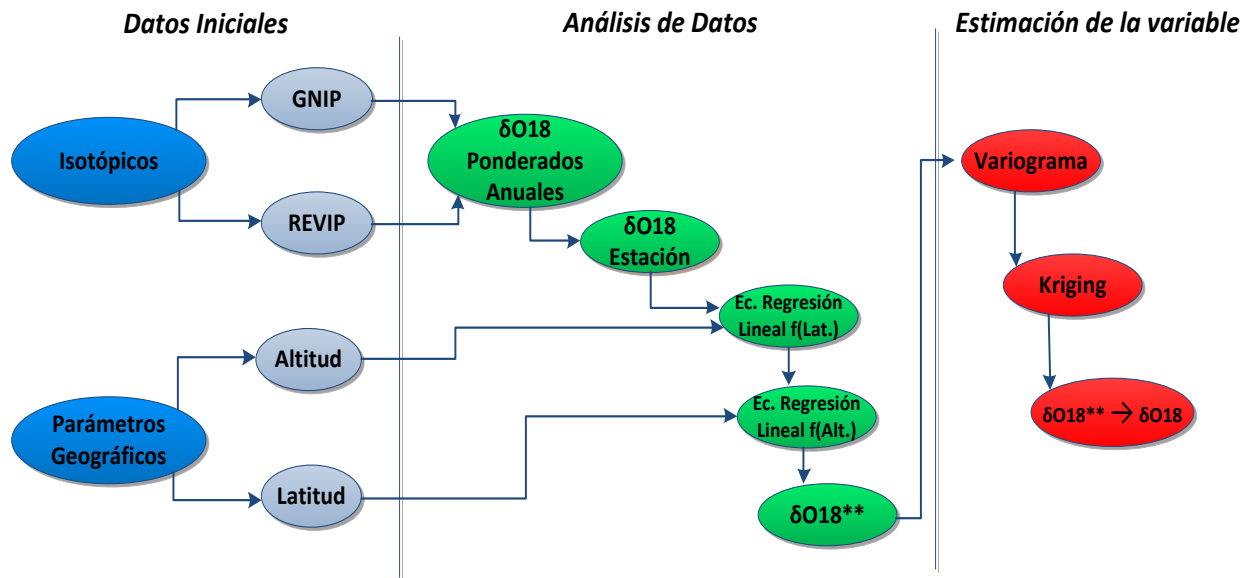 Datos Iniciales
Análisis de Datos
Estimación de la variable
GNIP
Isotópicos
REVIP
δO18
Ponderados
Anuales
δO18
Estación
Ec. Regresión
Lineal f(Lat.)
Altitud
Parámetros
Geográficos
Latitud
Ec. Regresión
Lineal f(Alt.)
δO18**
Variograma
Kriging
δO18** → δO18